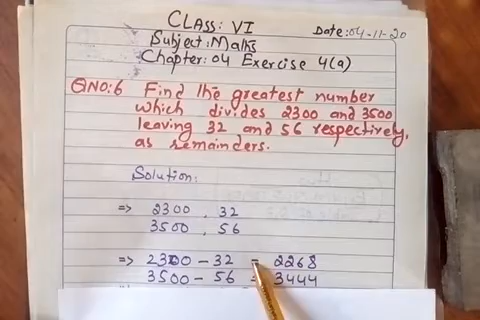 CLASS: VI
Date: 04-11-20
Subject: Maths
Chapter: 04 Exercise 4(a)
QNO:6 Find the greatest number
which divides 2300 and 3500
leaving 32 and 56 respectively,
as remainders.
Solution:
=> 2300, 32
3500, 56
=> 2300 - 32 = 2268
3500 - 56 = 3444